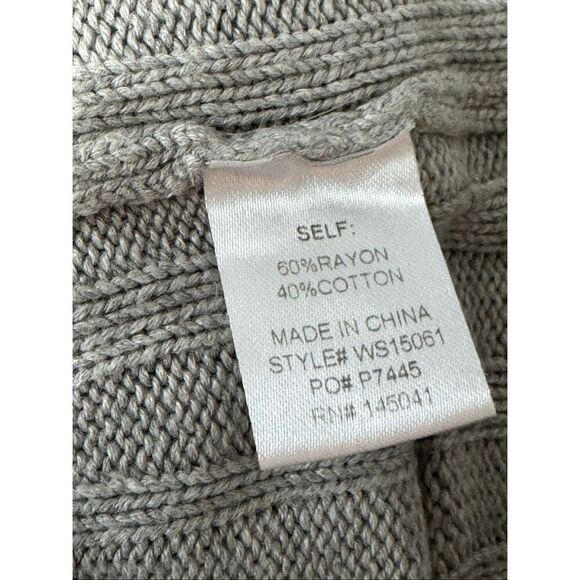 SELF:
60%RAYON
40%COTTON
MADE IN CHINA
STYLE# WS15061
PO# P7445
RN# 145041